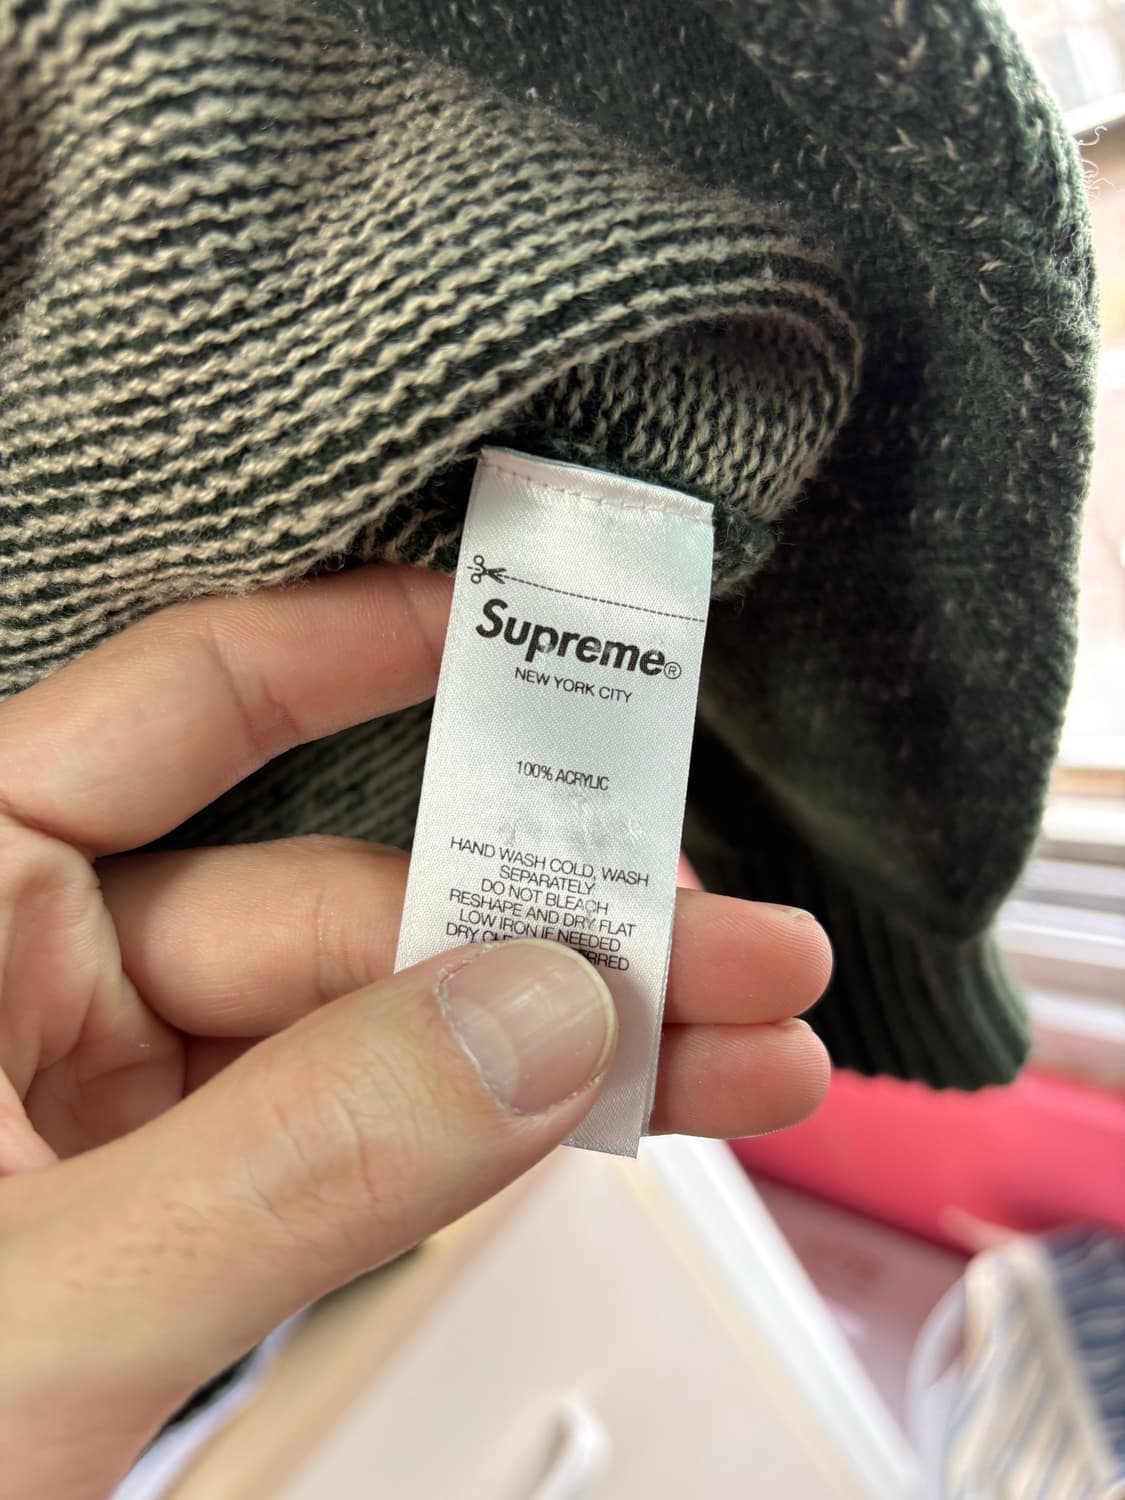 Supreme®
NEW YORK CITY
100% ACRYLIC
HAND WASH COLD, WASH
SEPARATELY
DO NOT BLEACH
RESHAPE AND DRY FLAT
LOW IRON IF NEEDED
DRY